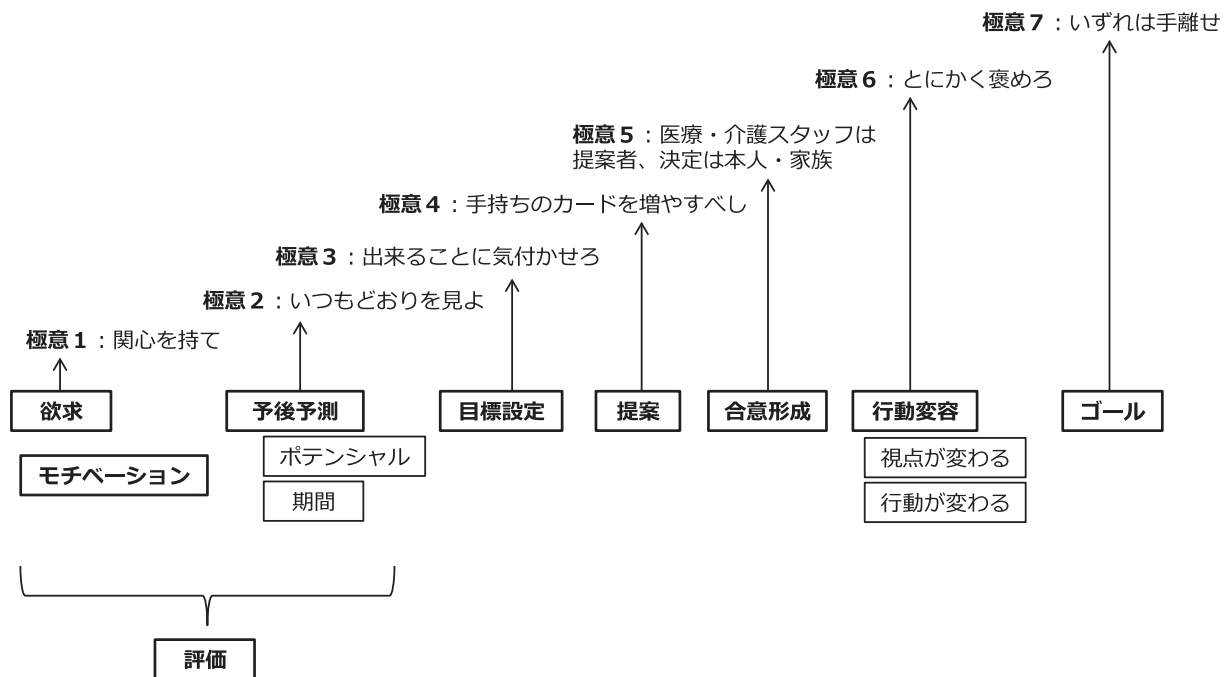 極意7：いずれは手離せ
極意6：とにかく褒めろ
極意5：医療・介護スタッフは
提案者、決定は本人・家族
極意4：手持ちのカードを増やすべし
極意3：出来ることに気付かせろ
極意2：いつもどおりを見よ
極意1：関心を持て
欲求
予後予測
目標設定
提案
合意形成
行動変容
ゴール
モチベーション
ポテンシャル
期間
視点が変わる
行動が変わる
評価